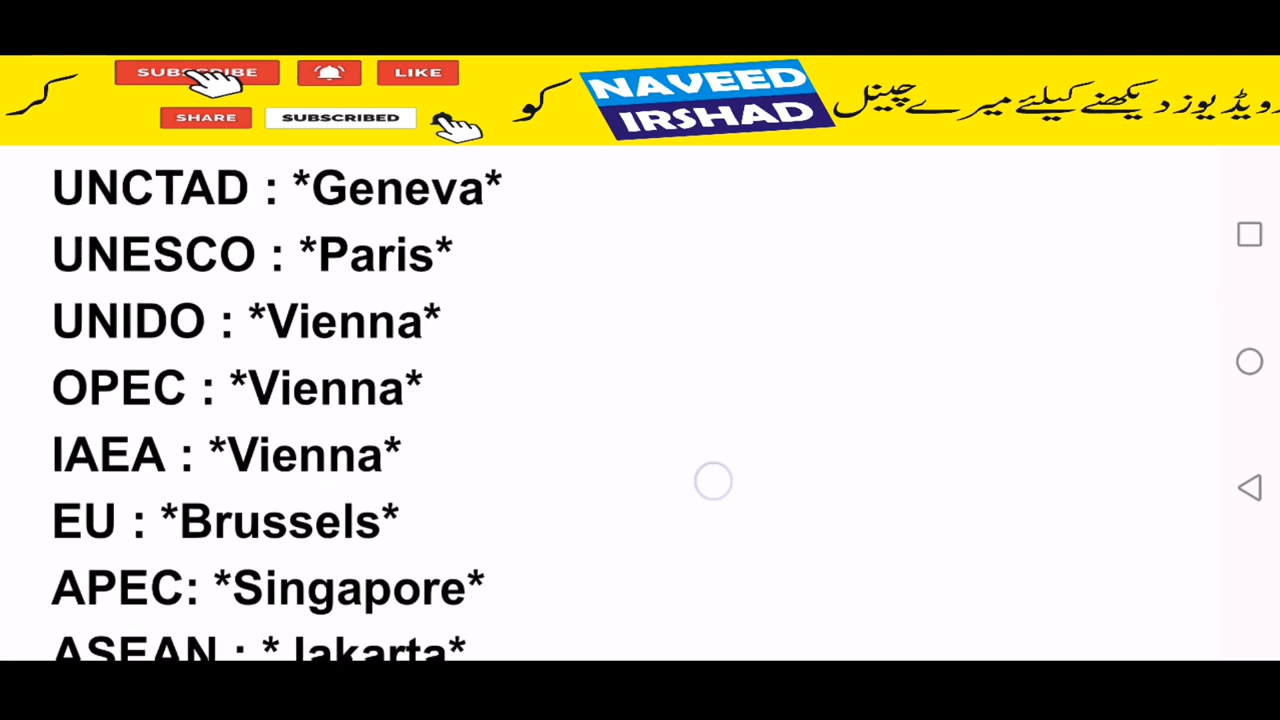 ویڈیوز دیکھنے کیلئے میرے چینل NAVEED IRSHAD کو SUBSCRIBE LIKE SHARE SUBSCRIBED کر
UNCTAD : *Geneva*
UNESCO : *Paris*
UNIDO : *Vienna*
OPEC : *Vienna*
IAEA : *Vienna*
EU : *Brussels*
APEC: *Singapore*
ASEAN : *Jakarta*